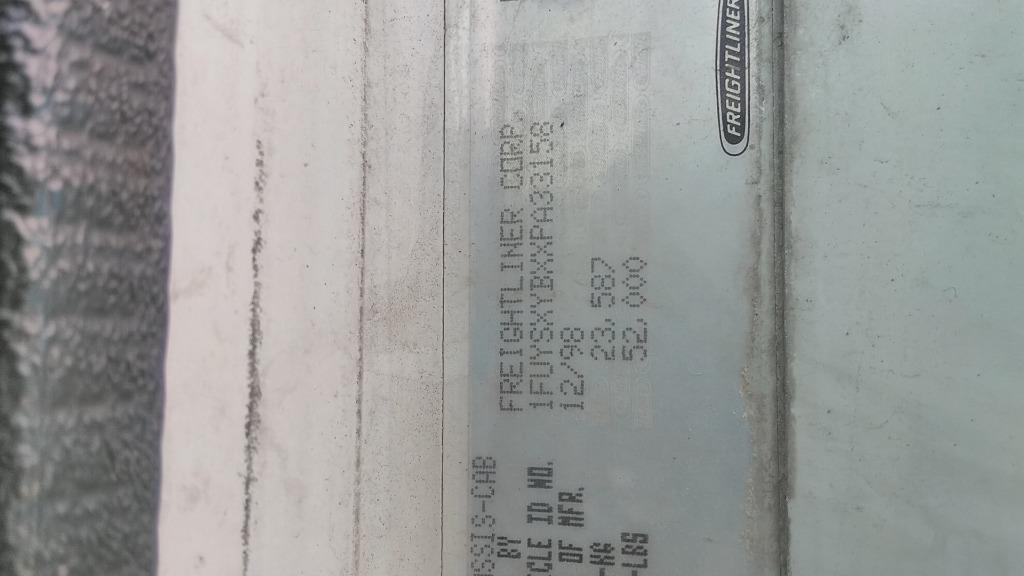 SSIS-CAB
BY FREIGHTLINER CORP.
CLE ID NO. 1FUYSXYBXXPA33158
OF MFR. 12/98
-KG 23,587
-LBS 52,000
FREIGHTLINER